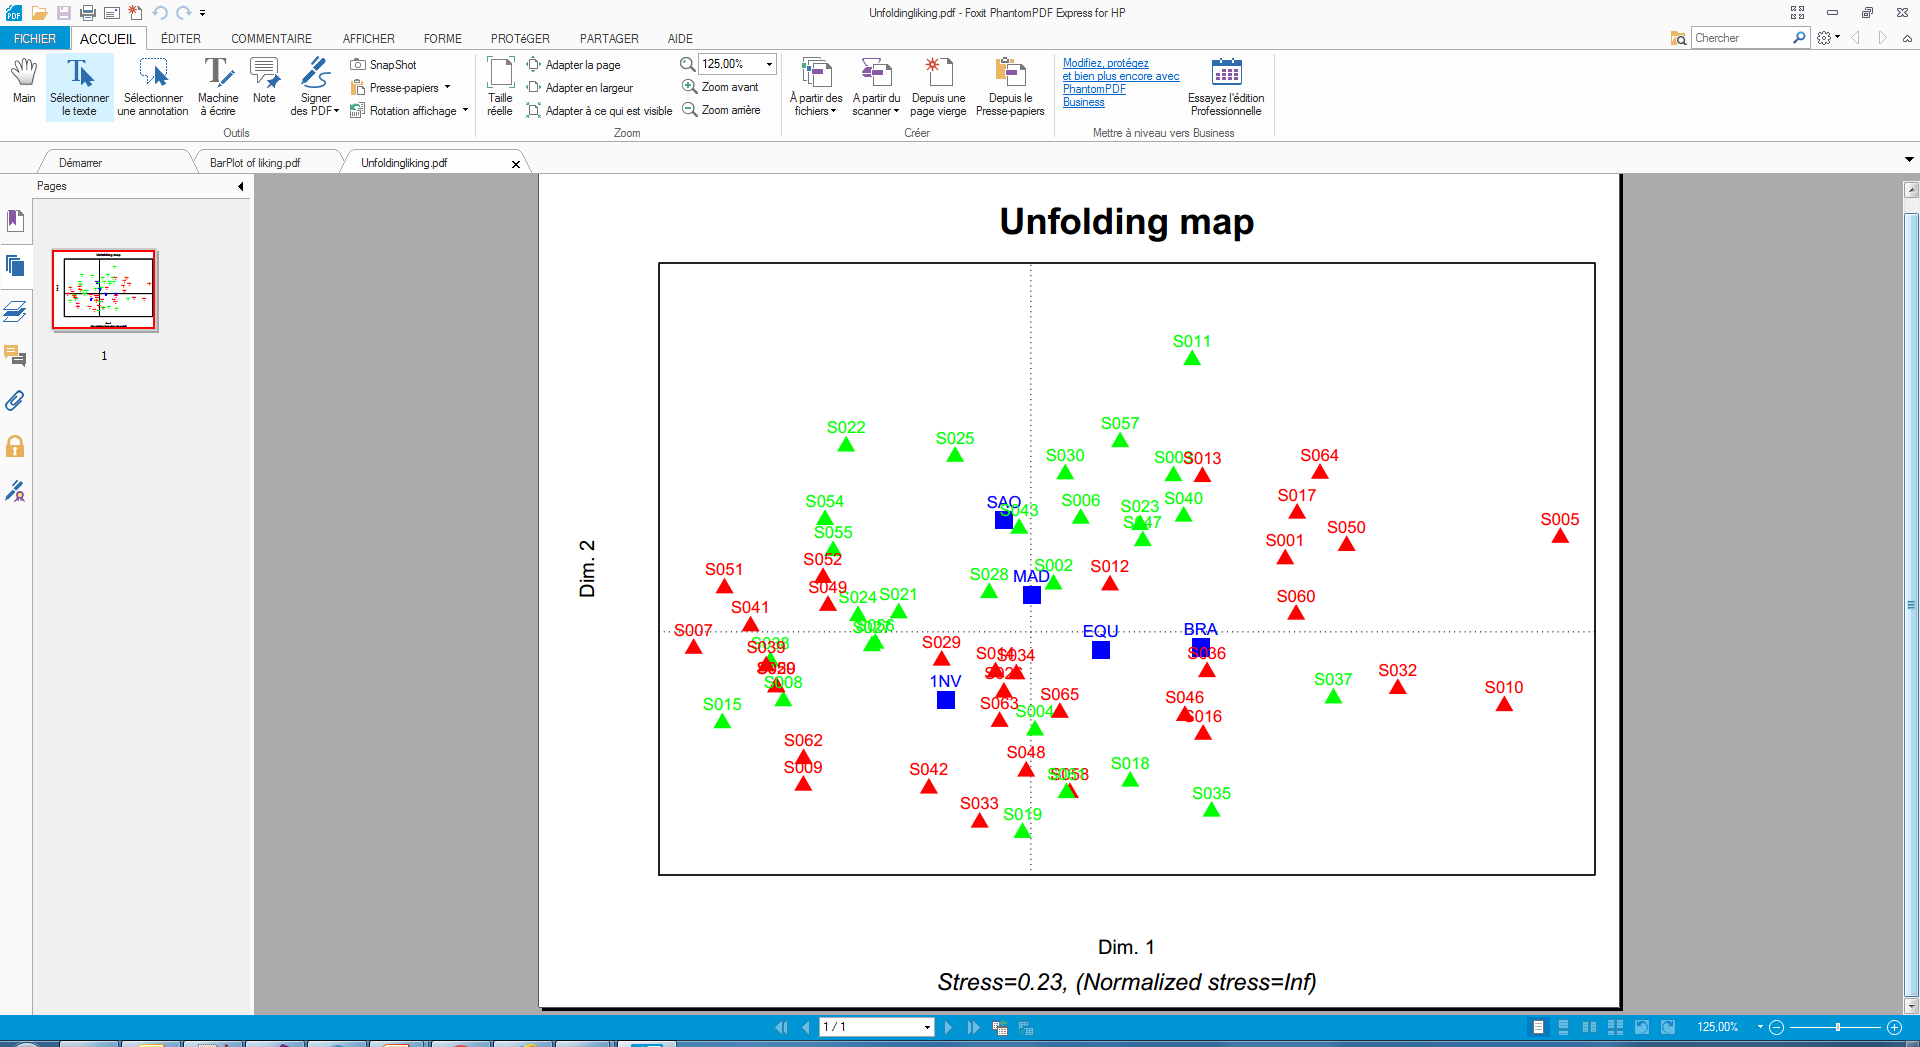 Unfoldingliking.pdf - Foxit PhantomPDF Express for HP
FICHIER ACCUEIL ÉDITER COMMENTAIRE AFFICHER FORME PROTéGER PARTAGER AIDE
Chercher
Main
Sélectionner
le texte
Sélectionner
une annotation
Machine
à écrire
Note
Signer
des PDF
SnapShot
Presse-papiers
Rotation affichage
Outils
Taille
réelle
Adapter la page
Adapter en largeur
Adapter à ce qui est visible
125,00%
Zoom avant
Zoom arrière
Zoom
À partir des
fichiers
A partir du
scanner
Depuis une
page vierge
Depuis le
Presse-papiers
Créer
Modifiez, protégez
et bien plus encore avec
PhantomPDF
Business
Essayez l'édition
Professionnelle
Mettre à niveau vers Business
Démarrer
BarPlot of liking.pdf
Unfoldingliking.pdf
Pages
1
Unfolding map
S011
S057
S022
S025
S030
S013
S064
SAO
S043
S006
S023
S047
S040
S017
S054
S055
S050
S005
S001
S051
S052
S049
S028
MAD
S002
S012
S024
S021
S041
S060
S007
S056
EQU
BRA
S039
S029
S034
S036
S008
1NV
S032
S037
S010
S015
S063
S065
S004
S046
S016
S062
S009
S042
S048
S058
S018
S033
S019
S035
Dim. 2
Dim. 1
Stress=0.23, (Normalized stress=Inf)
1 / 1
125,00%